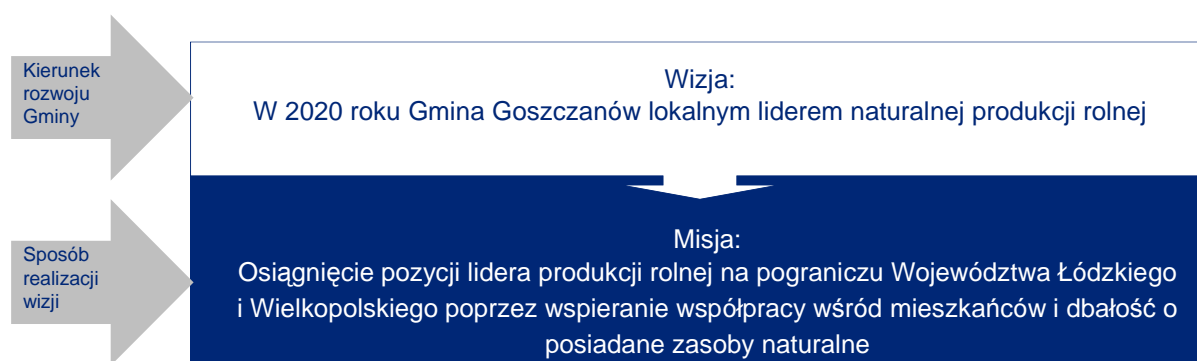 Kierunek
rozwoju
Gminy
Wizja:
W 2020 roku Gmina Goszczanów lokalnym liderem naturalnej produkcji rolnej
Sposób
realizacji
wizji
Misja:
Osiągnięcie pozycji lidera produkcji rolnej na pograniczu Województwa Łódzkiego
i Wielkopolskiego poprzez wspieranie współpracy wśród mieszkańców i dbałość o
posiadane zasoby naturalne